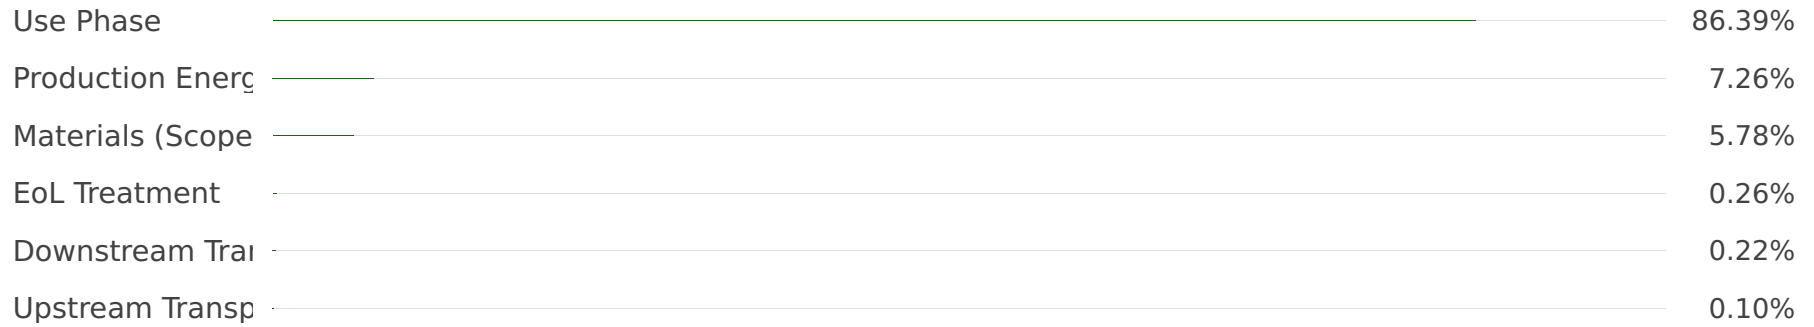 Use Phase 86.39%
Production Energ 7.26%
Materials (Scope 5.78%
EoL Treatment 0.26%
Downstream Tra 0.22%
Upstream Transp 0.10%